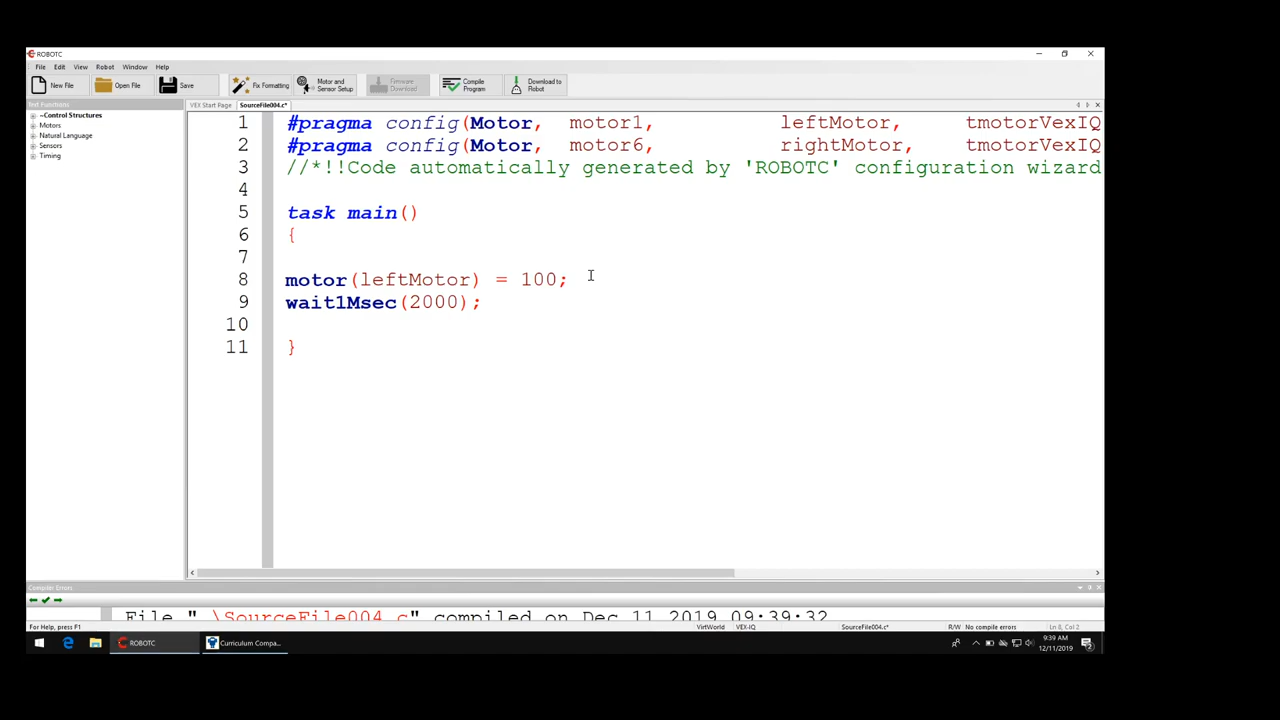 ROBOTC
File Edit View Robot Window Help
New File Open File Save Fix Formatting Motor and Sensor Setup Firmware Download Compile Program Download to Robot
Text Functions VEX Start Page SourceFile004.c*
~Control Structures
Motors
Natural Language
Sensors
Timing
1 #pragma config(Motor, motor1, leftMotor, tmotorVexIQ
2 #pragma config(Motor, motor6, rightMotor, tmotorVexIQ
3 //*!!Code automatically generated by 'ROBOTC' configuration wizard
4
5 task main()
6 {
7
8 motor(leftMotor) = 100;
9 wait1Msec(2000);
10
11 }
Compiler Errors
File ".\SourceFile004.c" compiled on Dec 11 2019 09:39:32
For Help, press F1 VirtWorld VEX-IQ SourceFile004.c* R/W No compile errors Ln 8, Col 2
ROBOTC Curriculum Compa... 9:39 AM
12/11/2019
2